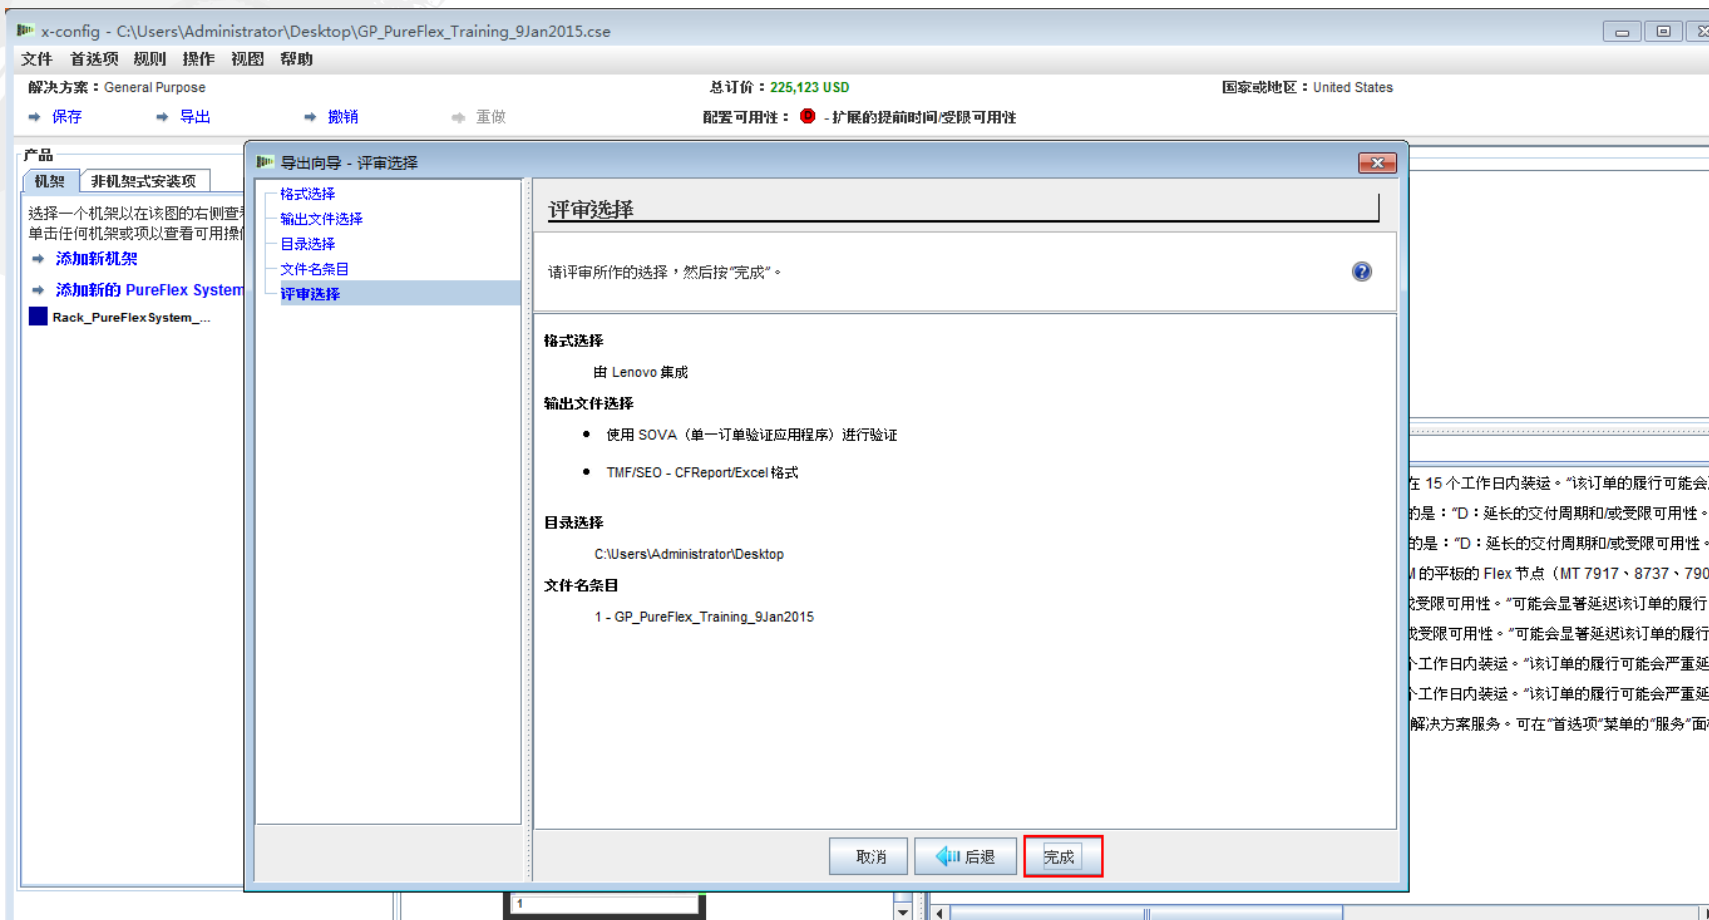 x-config - C:\Users\Administrator\Desktop\GP_PureFlex_Training_9Jan2015.cse
文件 首选项 规则 操作 视图 帮助
解决方案：General Purpose 总订价：225,123 USD 国家或地区：United States
保存 导出 撤销 重做 配置可用性： D - 扩展的提前时间/受限可用性
产品
机架 非机架式安装项
选择一个机架以在该图的右侧查
单击任何机架或项以查看可用操
添加新机架
添加新的 PureFlex System
Rack_PureFlexSystem_...
导出向导 - 评审选择
格式选择
输出文件选择
目录选择
文件名条目
评审选择
评审选择
请评审所作的选择，然后按“完成”。
格式选择
由 Lenovo 集成
输出文件选择
• 使用 SOVA（单一订单验证应用程序）进行验证
• TMF/SEO - CFReport/Excel 格式
目录选择
C:\Users\Administrator\Desktop
文件名条目
1 - GP_PureFlex_Training_9Jan2015
取消 后退 完成
在 15 个工作日内装运。“该订单的履行可能会
的是：“D：延长的交付周期和/或受限可用性。
的是：“D：延长的交付周期和/或受限可用性。
的平板的 Flex 节点（MT 7917、8737、790
受限可用性。“可能会显著延迟该订单的履行
或受限可用性。“可能会显著延迟该订单的履行
个工作日内装运。“该订单的履行可能会严重延
个工作日内装运。“该订单的履行可能会严重延
解决方案服务。可在“首选项”菜单的“服务”面
1